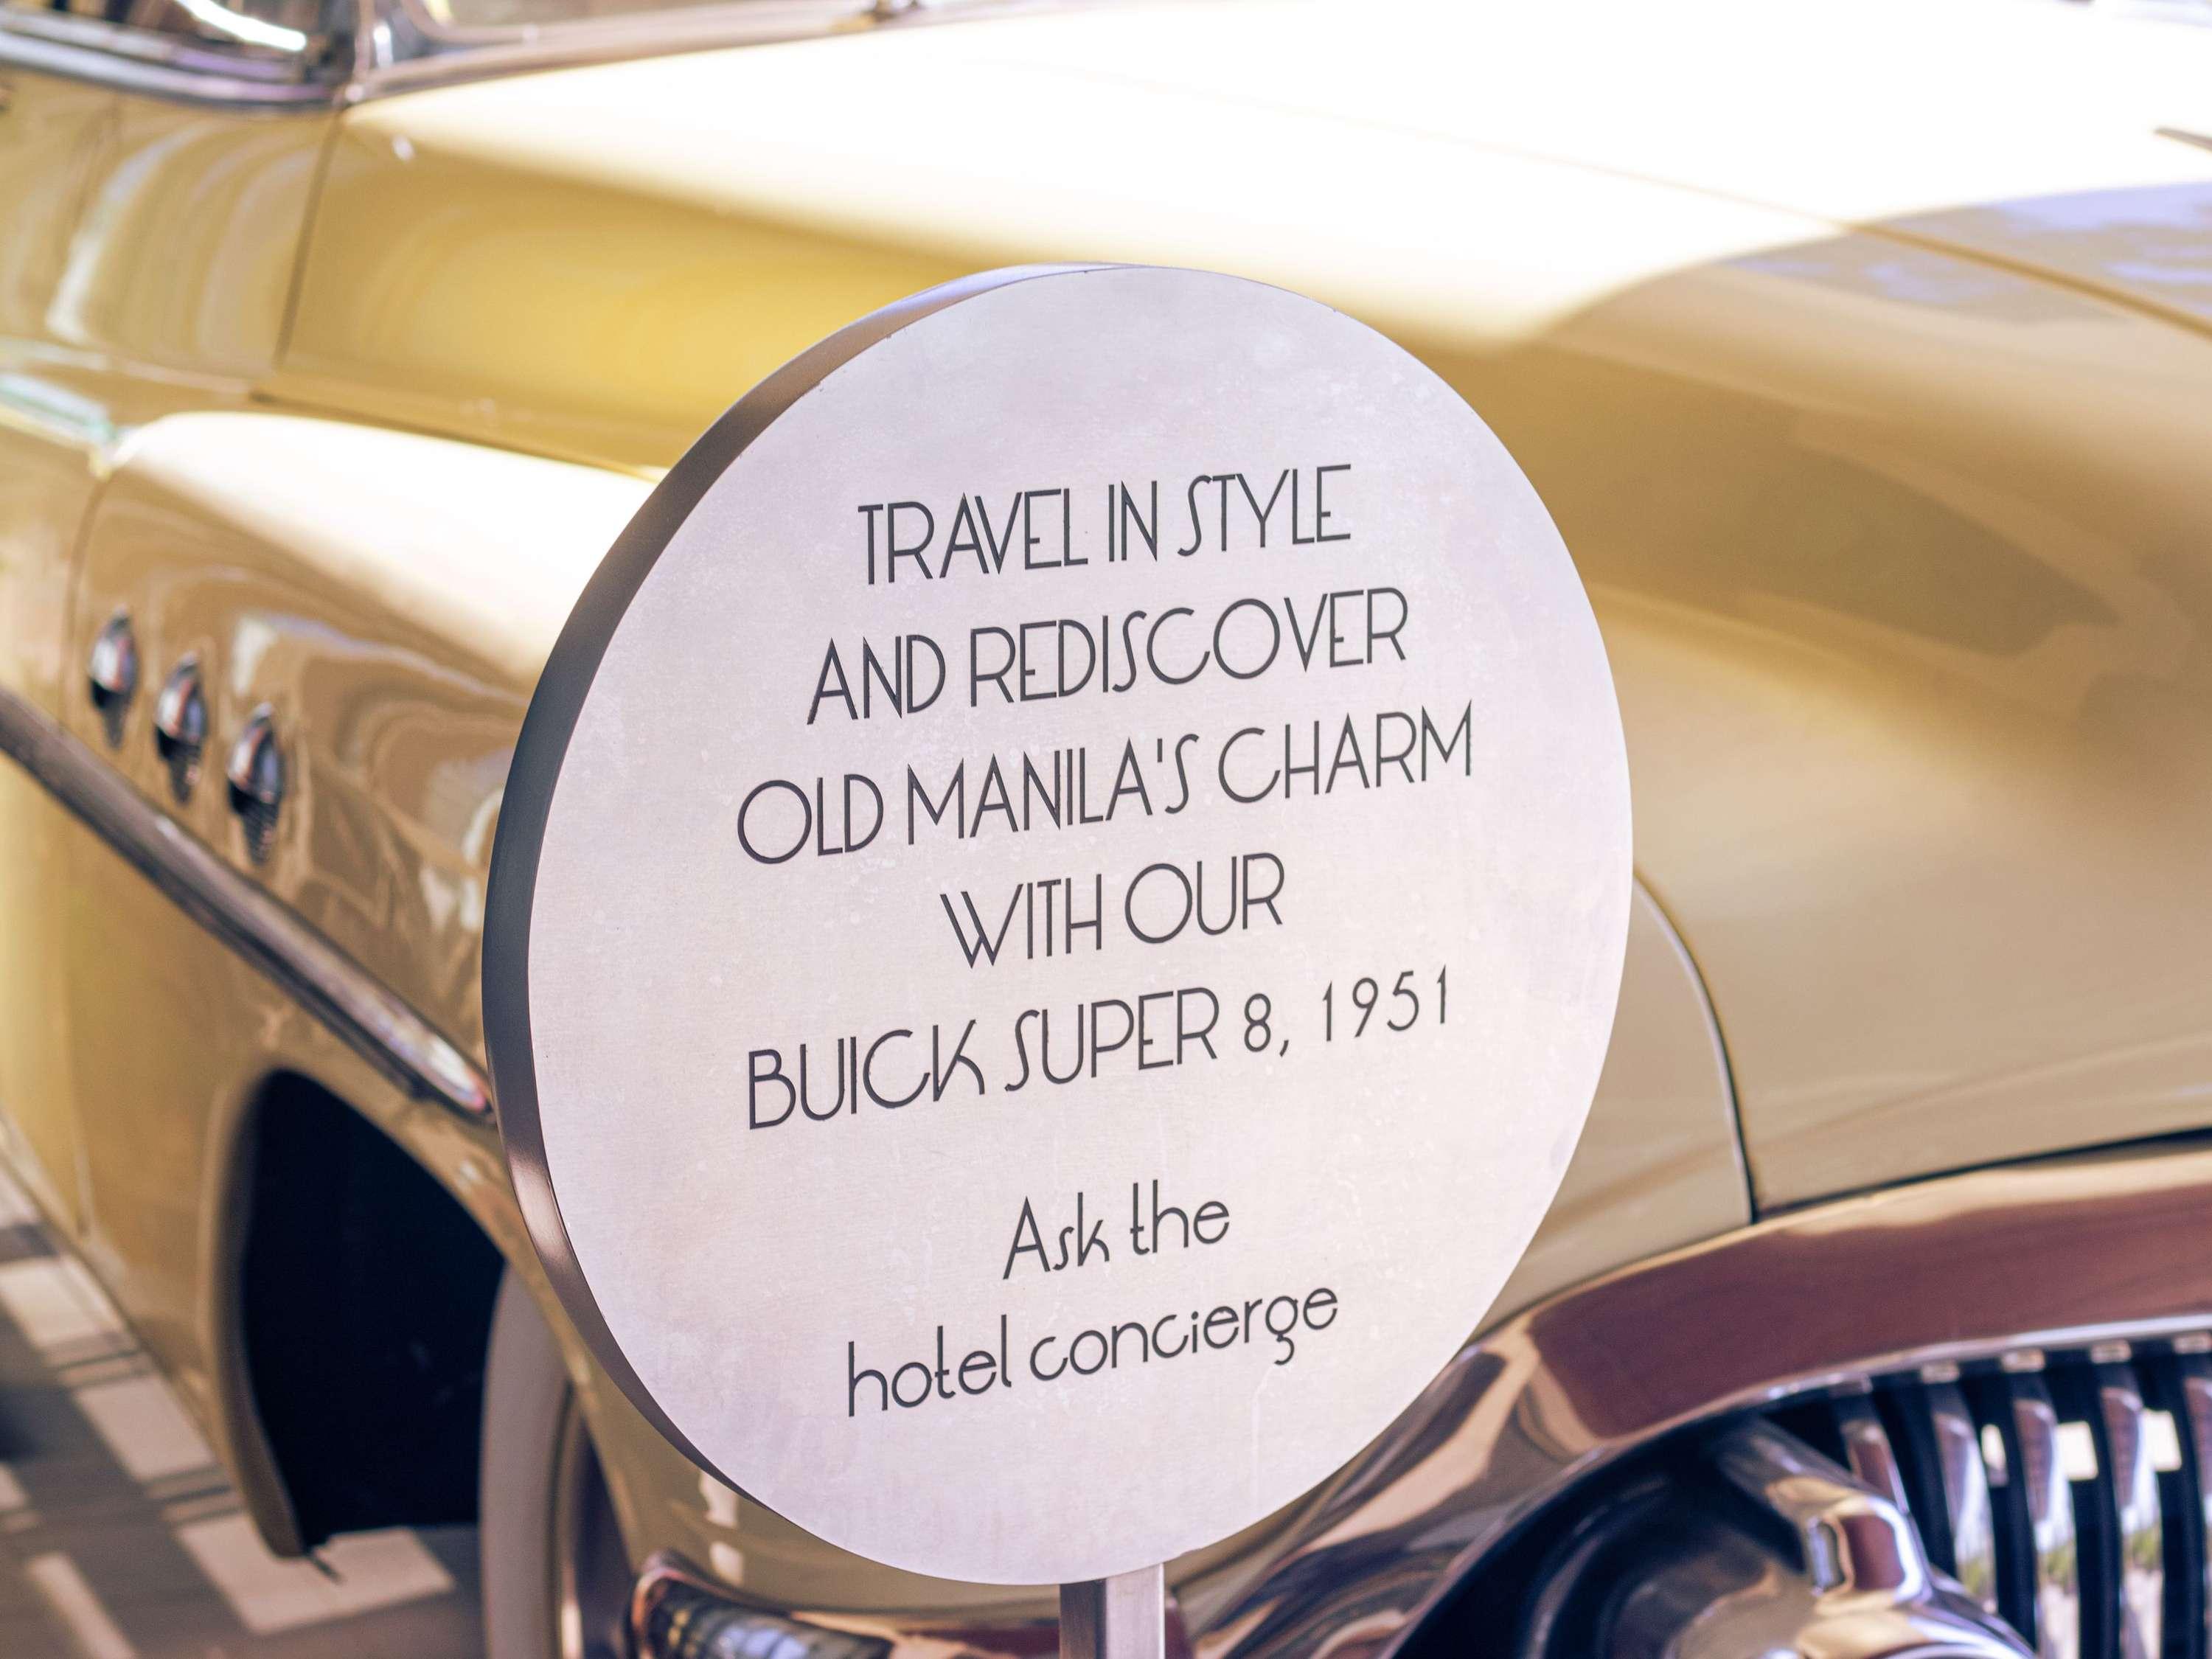 TRAVEL IN STYLE
AND REDISCOVER
OLD MANILA'S CHARM
WITH OUR
BUICK SUPER 8, 1951
Ask the
hotel concierge